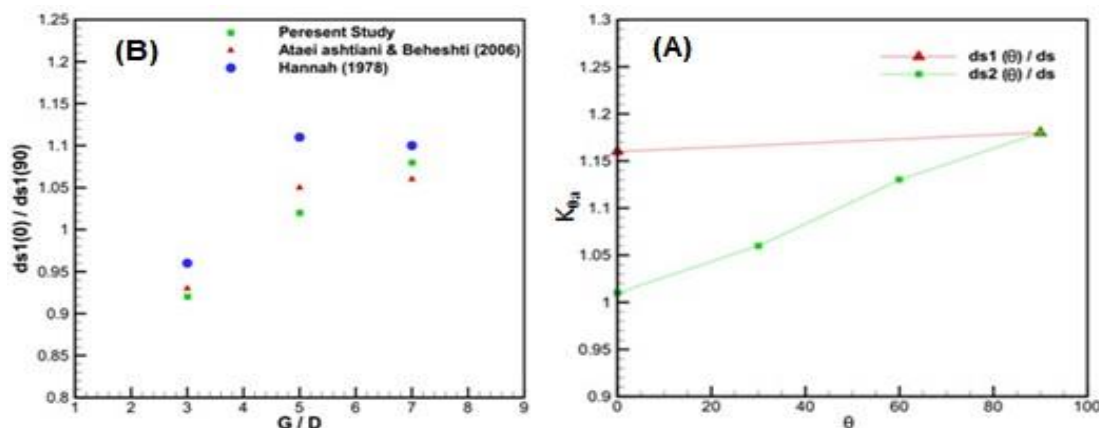 (B)
Peresent Study
Ataei ashtiani & Beheshti (2006)
Hannah (1978)
ds1(0) / ds1(90)
1.25
1.2
1.15
1.1
1.05
1
0.95
0.9
0.85
0.8
1 2 3 4 5 6 7 8 9
G / D
(A)
ds1 (θ) / ds
ds2 (θ) / ds
Kθa
1.3
1.25
1.2
1.15
1.1
1.05
1
0.95
0.9
0 20 40 60 80 100
θ